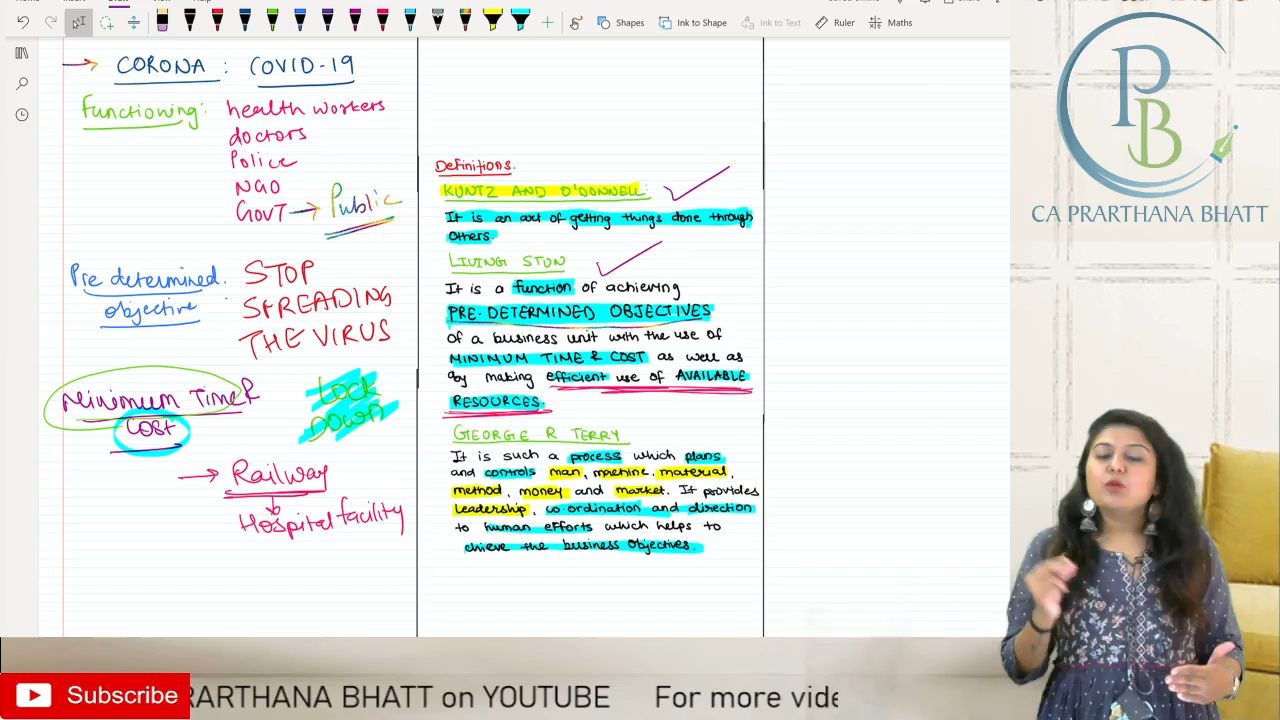 Shapes
Ink to Shape
Ink to Text
Ruler
Maths
CORONA : COVID-19
Functioning: health workers
doctors
Police
NGO
GOVT → Public
Pre determined
objective :
STOP
SPREADING
THE VIRUS
Minimum Time &
Cost
Lock
Down
→ Railway
Hospital facility
Definitions.
KUNTZ AND O'DONNELL:
It is an art of getting things done through
others.
LIVING STUN
It is a function of achieving
PRE-DETERMINED OBJECTIVES
of a business unit with the use of
MINIMUM TIME & COST as well as
by making efficient use of AVAILABLE
RESOURCES.
GEORGE R TERRY
It is such a process which plans
and controls man, machine, material,
method, money and market. It provides
leadership, co-ordination and direction
to human efforts which helps to
chieve the business objectives.
PB
CA PRARTHANA BHATT
Subscribe
RARTHANA BHATT on YOUTUBE For more vide